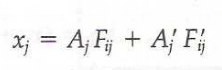 x_j = A_j F_ij + A'_j F'_ij